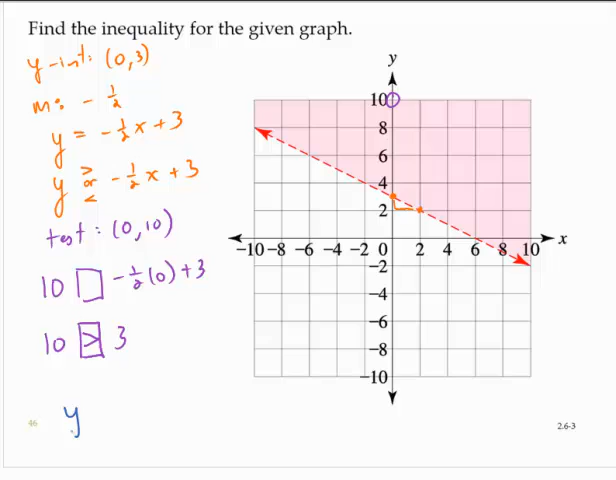 Find the inequality for the given graph.
y-int: (0,3)
m: -1/2
y = -1/2 x + 3
y > or < -1/2 x + 3
test: (0,10)
10 □ -1/2 (0) + 3
10 > 3
y
y
10
8
6
4
2
-10 -8 -6 -4 -2 0 2 4 6 8 10 x
-2
-4
-6
-8
-10
46
2.6-3